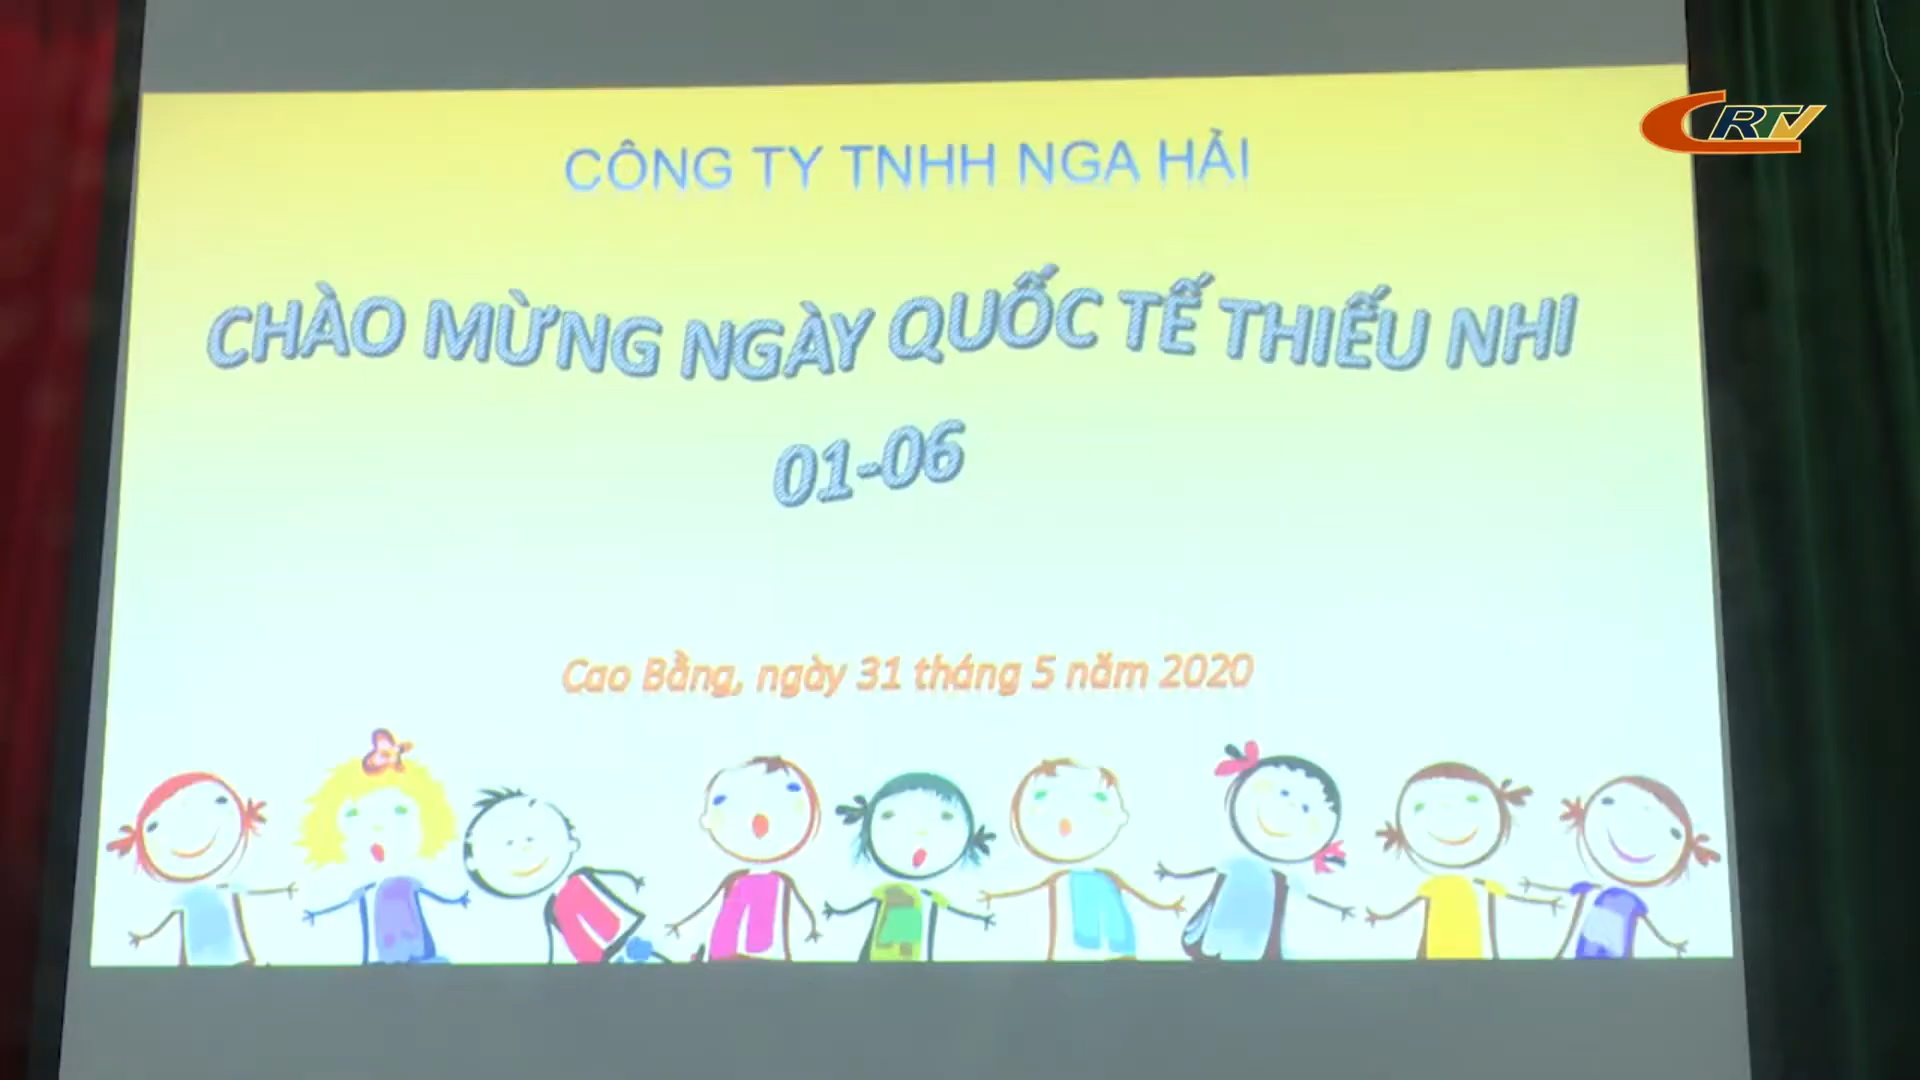 CRTV
CÔNG TY TNHH NGA HẢI
CHÀO MỪNG NGÀY QUỐC TẾ THIẾU NHI
01-06
Cao Bằng, ngày 31 tháng 5 năm 2020